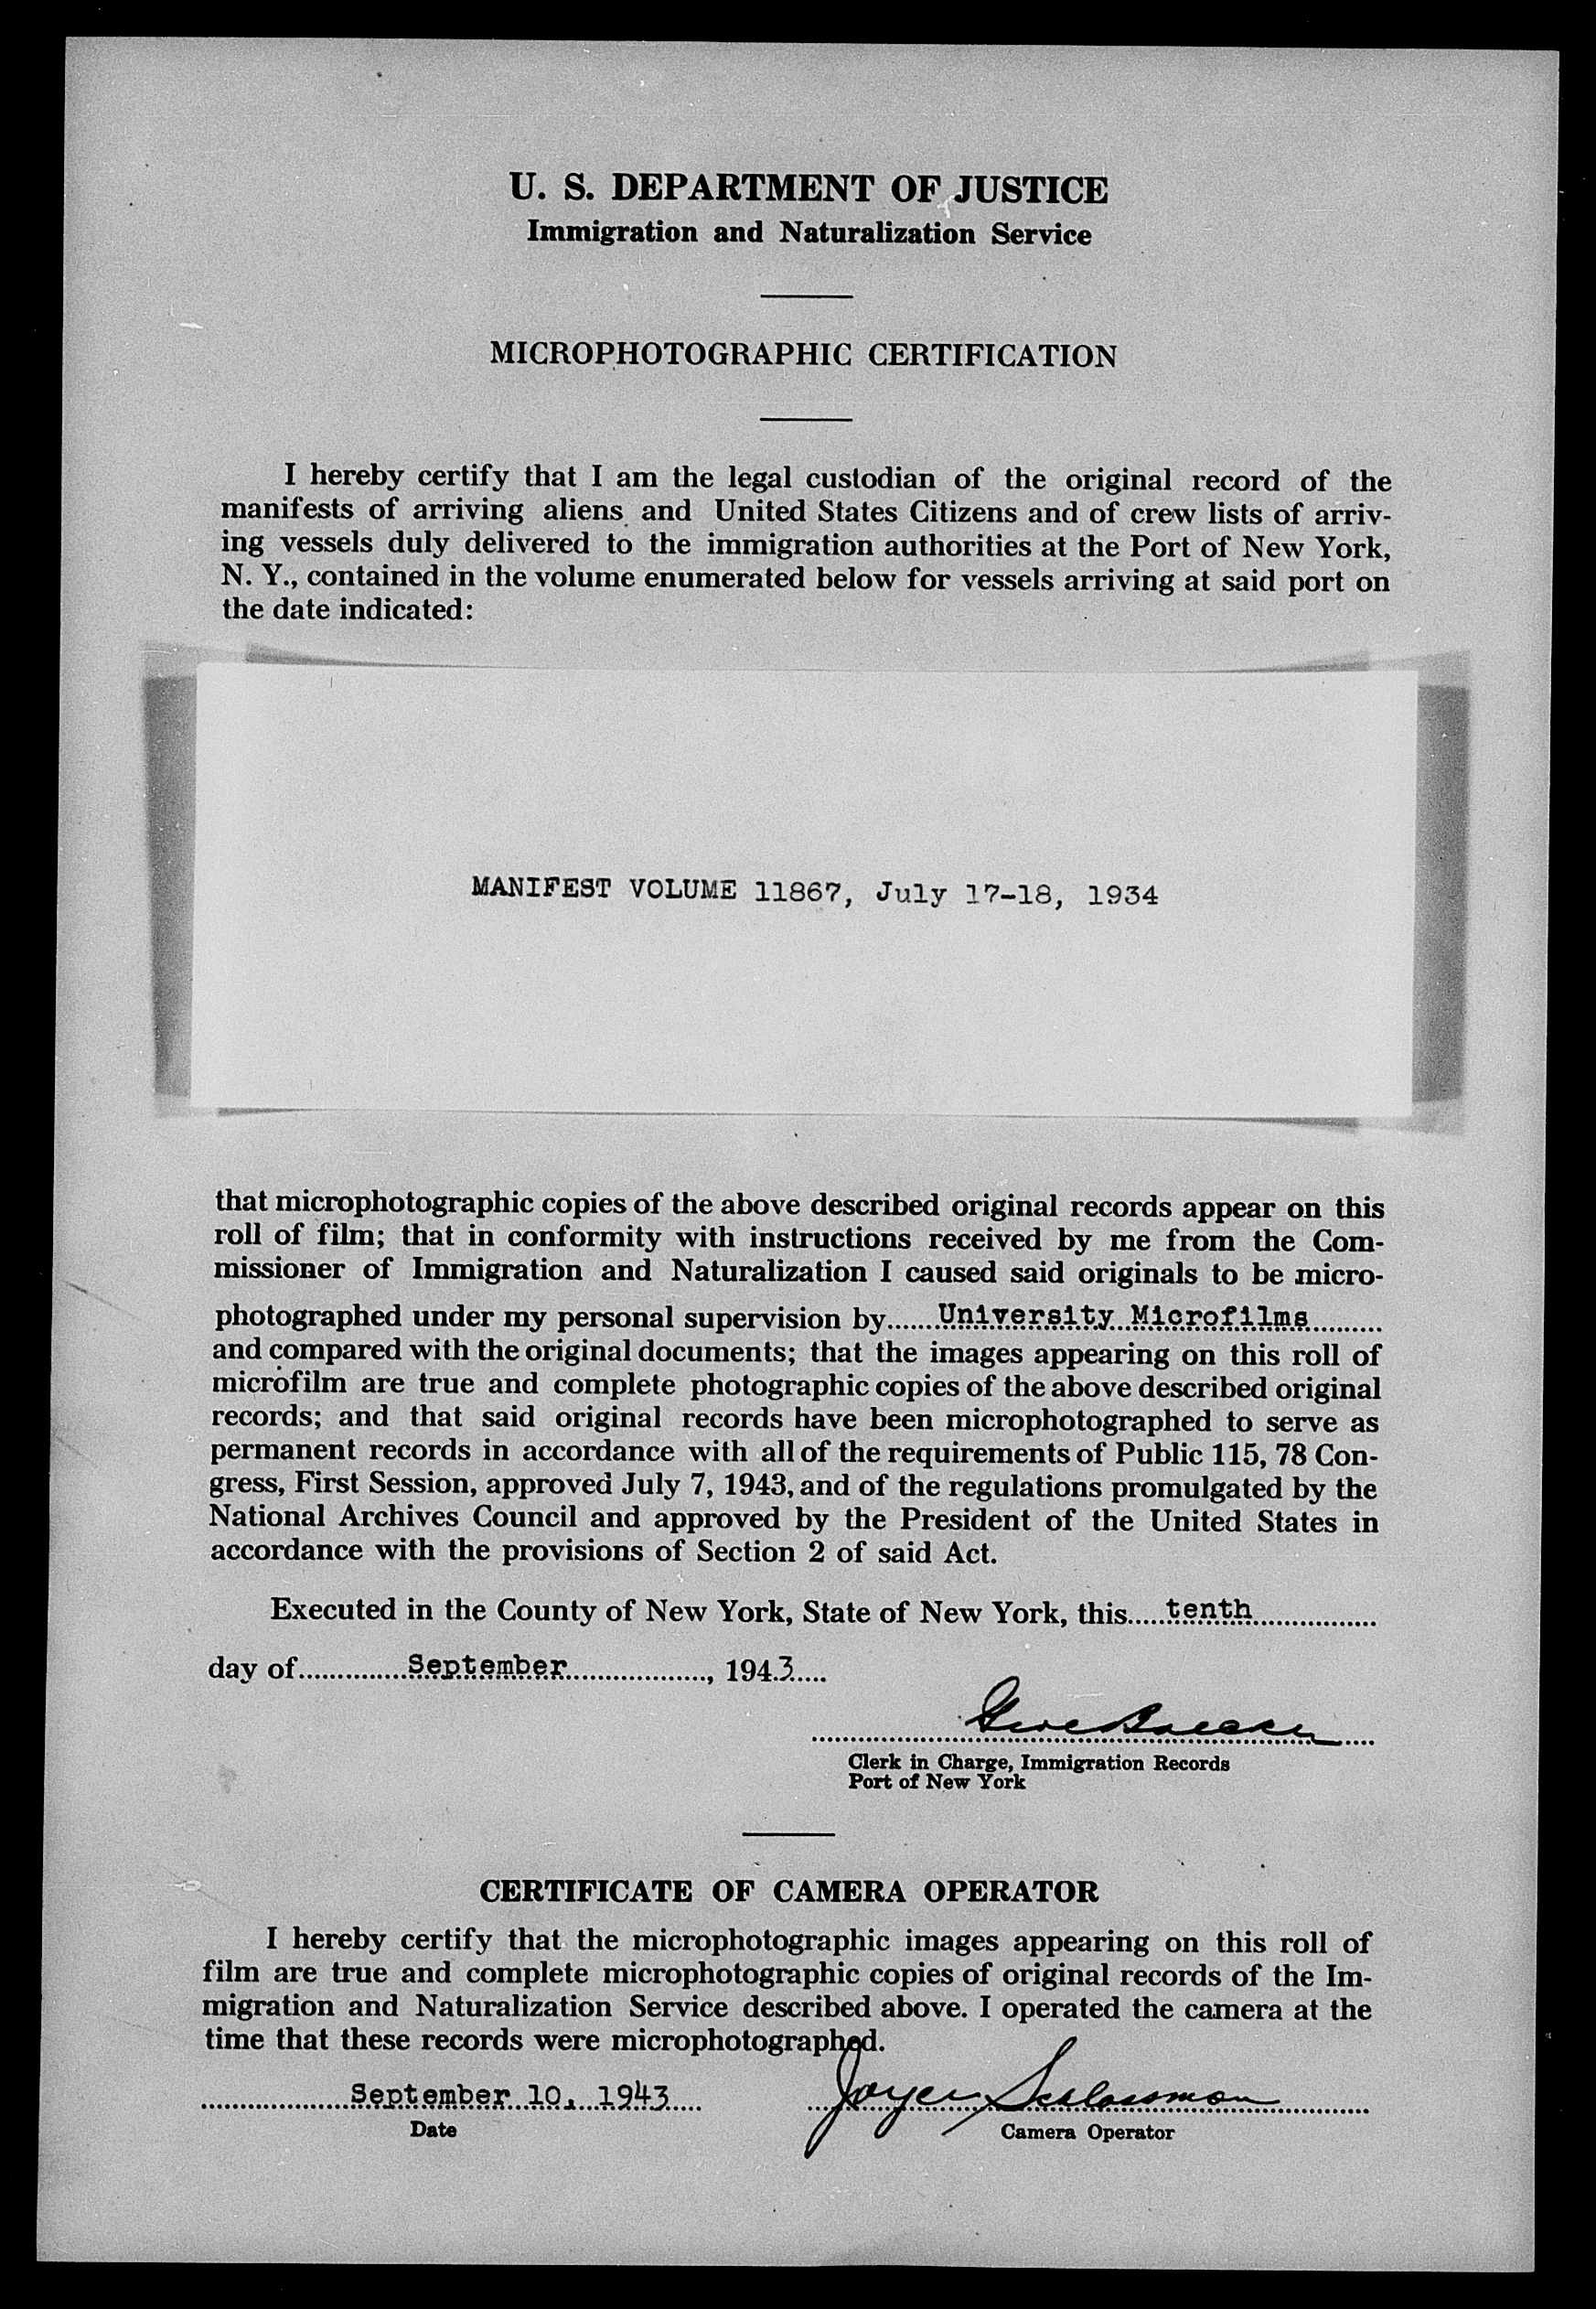 U. S. DEPARTMENT OF JUSTICE
Immigration and Naturalization Service
MICROPHOTOGRAPHIC CERTIFICATION
I hereby certify that I am the legal custodian of the original record of the
manifests of arriving aliens and United States Citizens and of crew lists of arriv-
ing vessels duly delivered to the immigration authorities at the Port of New York,
N. Y., contained in the volume enumerated below for vessels arriving at said port on
the date indicated:
MANIFEST VOLUME 11867, July 17-18, 1934
that microphotographic copies of the above described original records appear on this
roll of film; that in conformity with instructions received by me from the Com-
missioner of Immigration and Naturalization I caused said originals to be micro-
photographed under my personal supervision by University Microfilms
and compared with the original documents; that the images appearing on this roll of
microfilm are true and complete photographic copies of the above described original
records; and that said original records have been microphotographed to serve as
permanent records in accordance with all of the requirements of Public 115, 78 Con-
gress, First Session, approved July 7, 1943, and of the regulations promulgated by the
National Archives Council and approved by the President of the United States in
accordance with the provisions of Section 2 of said Act.
Executed in the County of New York, State of New York, this tenth
day of September, 1943
Clerk in Charge, Immigration Records
Port of New York
CERTIFICATE OF CAMERA OPERATOR
I hereby certify that the microphotographic images appearing on this roll of
film are true and complete microphotographic copies of original records of the Im-
migration and Naturalization Service described above. I operated the camera at the
time that these records were microphotographed.
September 10, 1943
Date
Camera Operator